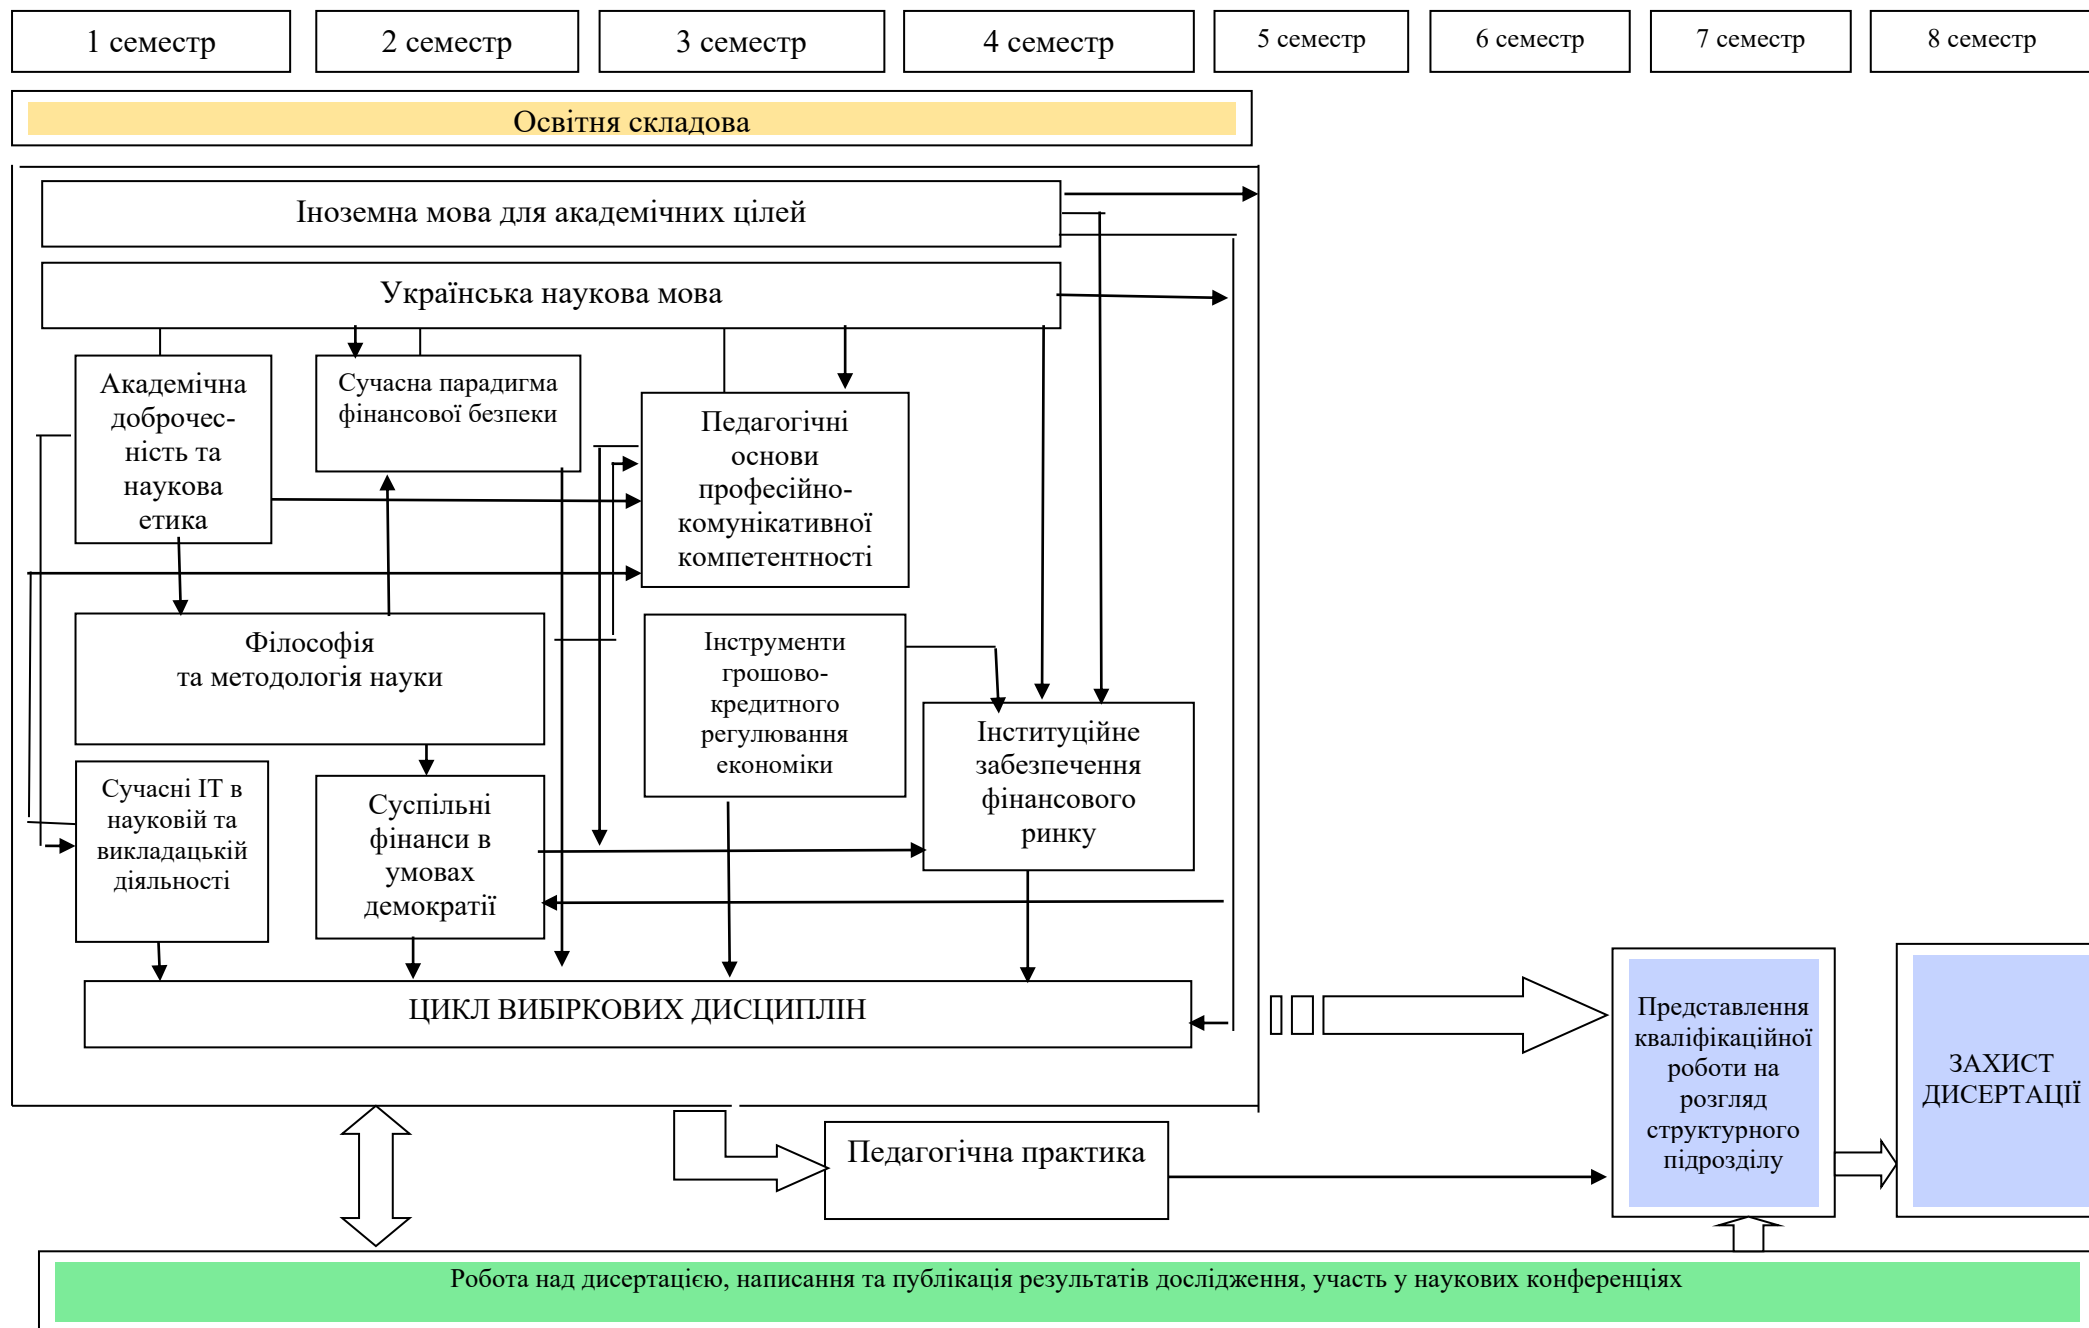 1 семестр
2 семестр
3 семестр
4 семестр
5 семестр
6 семестр
7 семестр
8 семестр
Освітня складова
Іноземна мова для академічних цілей
Українська наукова мова
Академічна
доброчес-
ність та
наукова
етика
Сучасна парадигма
фінансової безпеки
Педагогічні
основи
професійно-
комунікативної
компетентності
Філософія
та методологія науки
Інструменти
грошово-
кредитного
регулювання
економіки
Інституційне
забезпечення
фінансового
ринку
Сучасні ІТ в
науковій та
викладацькій
діяльності
Суспільні
фінанси в
умовах
демократії
ЦИКЛ ВИБІРКОВИХ ДИСЦИПЛІН
Представлення
кваліфікаційної
роботи на
розгляд
структурного
підрозділу
ЗАХИСТ
ДИСЕРТАЦІЇ
Педагогічна практика
Робота над дисертацією, написання та публікація результатів дослідження, участь у наукових конференціях